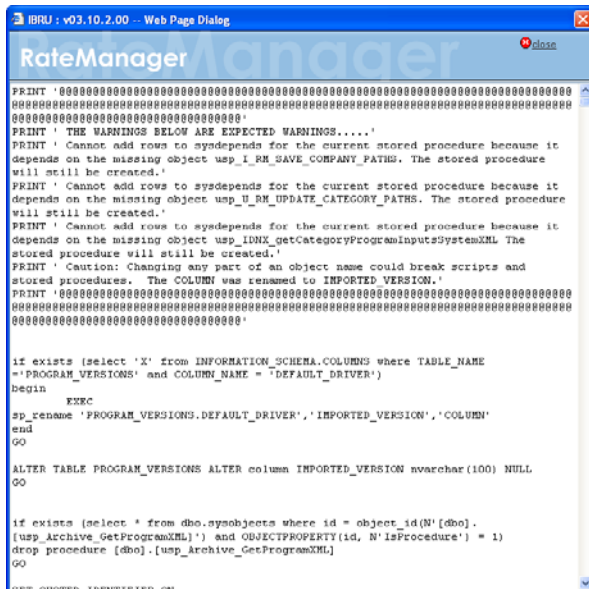 IBRU : v03.10.2.00 -- Web Page Dialog
RateManager
close
PRINT '@@@@@@@@@@@@@@@@@@@@@@@@@@@@@@@@@@@@@@@@@@@@@@@@@@@@@@@@@@@@@@@@@@@@@@@@@@@@
@@@@@@@@@@@@@@@@@@@@@@@@@@@@@@@@@@@@@@@@@@@@@@@@@@@@@@@@@@@@@@@@@@@@@@@@@@@@@@@@@@@
@@@@@@@@@@@@@@@@@@@@@@@@@@@@@@@@@@'
PRINT ' THE WARNINGS BELOW ARE EXPECTED WARNINGS.....'
PRINT ' Cannot add rows to sysdepends for the current stored procedure because it
depends on the missing object usp_I_RM_SAVE_COMPANY_PATHS. The stored procedure
will still be created.'
PRINT ' Cannot add rows to sysdepends for the current stored procedure because it
depends on the missing object usp_U_RM_UPDATE_CATEGORY_PATHS. The stored procedure
will still be created.'
PRINT ' Cannot add rows to sysdepends for the current stored procedure because it
depends on the missing object usp_IDNX_getCategoryProgramInputsSystemXML The
stored procedure will still be created.'
PRINT ' Caution: Changing any part of an object name could break scripts and
stored procedures.  The COLUMN was renamed to IMPORTED_VERSION.'
PRINT '@@@@@@@@@@@@@@@@@@@@@@@@@@@@@@@@@@@@@@@@@@@@@@@@@@@@@@@@@@@@@@@@@@@@@@@@@@@@
@@@@@@@@@@@@@@@@@@@@@@@@@@@@@@@@@@@@@@@@@@@@@@@@@@@@@@@@@@@@@@@@@@@@@@@@@@@@@@@@@@@
@@@@@@@@@@@@@@@@@@@@@@@@@@@@@@@@@@'
if exists (select 'X' from INFORMATION_SCHEMA.COLUMNS where TABLE_NAME
='PROGRAM_VERSIONS' and COLUMN_NAME = 'DEFAULT_DRIVER')
begin
EXEC
sp_rename 'PROGRAM_VERSIONS.DEFAULT_DRIVER','IMPORTED_VERSION','COLUMN'
end
GO
ALTER TABLE PROGRAM_VERSIONS ALTER column IMPORTED_VERSION nvarchar(100) NULL
GO
if exists (select * from dbo.sysobjects where id = object_id(N'[dbo].
[usp_Archive_GetProgramXML]') and OBJECTPROPERTY(id, N'IsProcedure') = 1)
drop procedure [dbo].[usp_Archive_GetProgramXML]
GO
SET QUOTED_IDENTIFIER ON